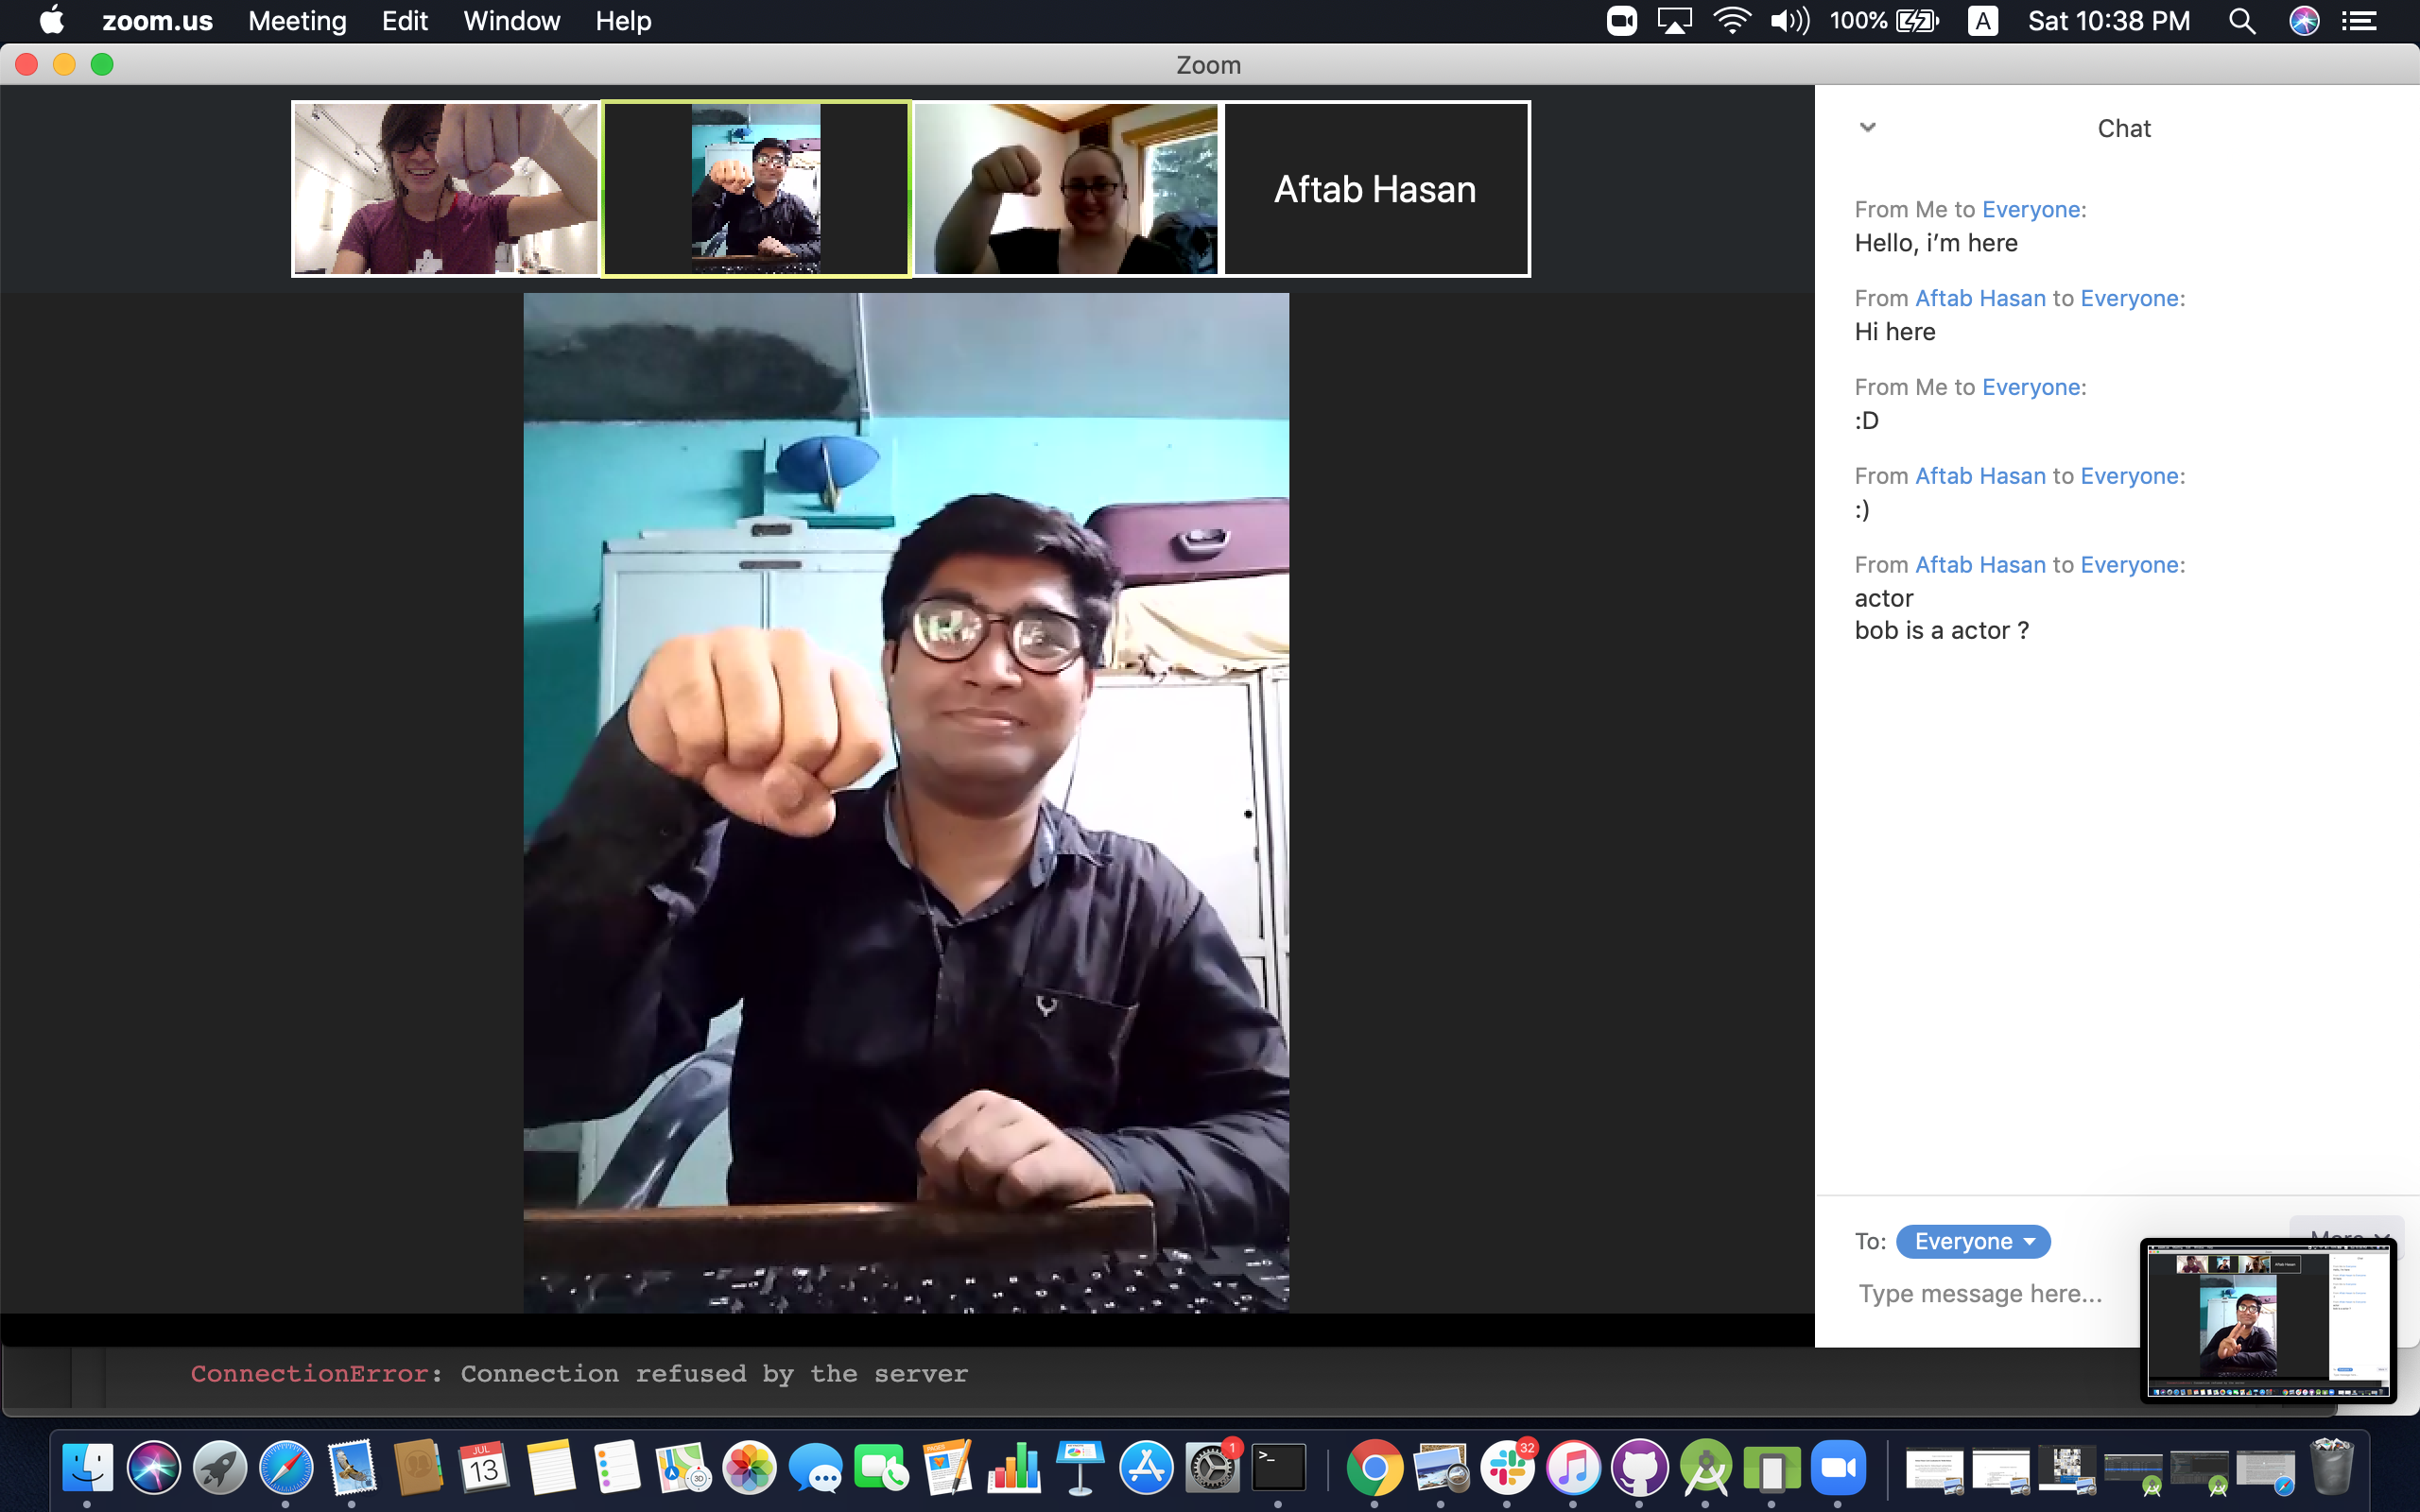 zoom.us Meeting Edit Window Help 100% A Sat 10:38 PM
Zoom
Aftab Hasan
Chat
From Me to Everyone:
Hello, i’m here
From Aftab Hasan to Everyone:
Hi here
From Me to Everyone:
:D
From Aftab Hasan to Everyone:
:)
From Aftab Hasan to Everyone:
actor
bob is a actor ?
To: Everyone
More
Type message here...
ConnectionError: Connection refused by the server
JUL
13
PAGES
3D
1
>_
32